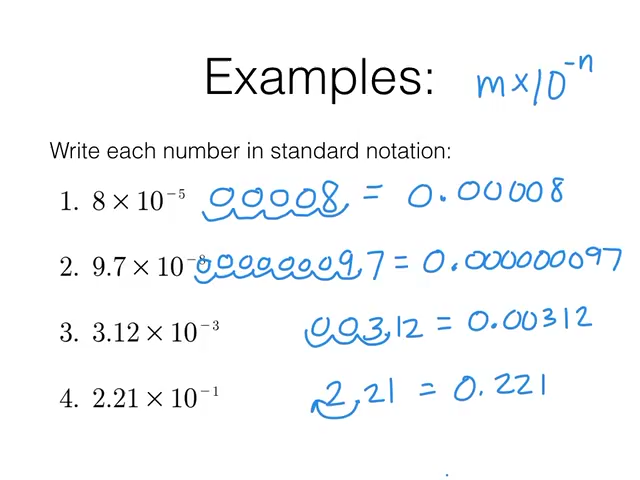 Examples: m×10⁻ⁿ
Write each number in standard notation:
1. 8 × 10⁻⁵ 00008. = 0.00008
2. 9.7 × 10⁻⁸ 00000009.7 = 0.000000097
3. 3.12 × 10⁻³ 003.12 = 0.00312
4. 2.21 × 10⁻¹ 2.21 = 0.221